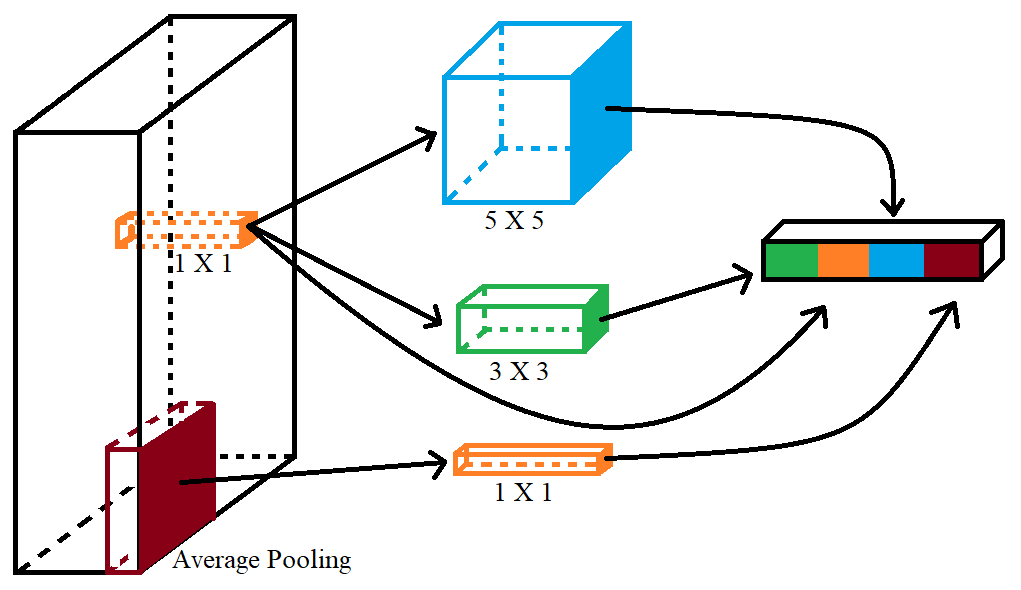 5 X 5
1 X 1
3 X 3
1 X 1
Average Pooling